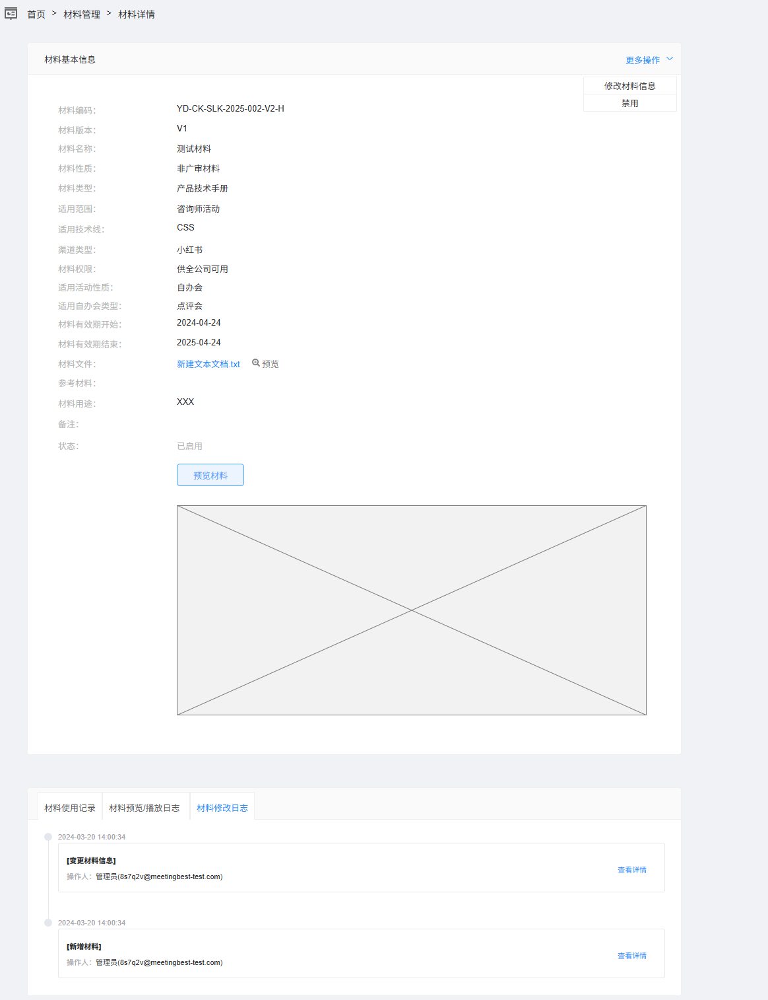 首页 > 材料管理 > 材料详情
材料基本信息
更多操作
修改材料信息
禁用
材料编码： YD-CK-SLK-2025-002-V2-H
材料版本： V1
材料名称： 测试材料
材料性质： 非广审材料
材料类型： 产品技术手册
适用范围： 咨询师活动
适用技术线： CSS
渠道类型： 小红书
材料权限： 供全公司可用
适用活动性质： 自办会
适用自办会类型： 点评会
材料有效期开始： 2024-04-24
材料有效期结束： 2025-04-24
材料文件： 新建文本文档.txt 预览
参考材料：
材料用途： XXX
备注：
状态： 已启用
预览材料
材料使用记录 材料预览/播放日志 材料修改日志
2024-03-20 14:00:34
[变更材料信息]
操作人：管理员(8s7q2v@meetingbest-test.com)
查看详情
2024-03-20 14:00:34
[新增材料]
操作人：管理员(8s7q2v@meetingbest-test.com)
查看详情